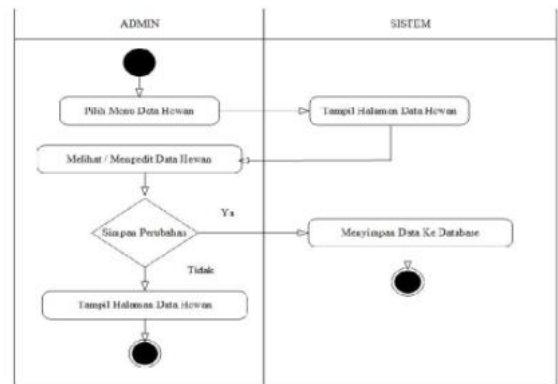 ADMIN
SISTEM
Pilih Menu Data Hewan
Tampil Halaman Data Hewan
Melihat / Mengedit Data Hewan
Simpan Perubahan
Ya
Menyimpan Data Ke Database
Tidak
Tampil Halaman Data Hewan